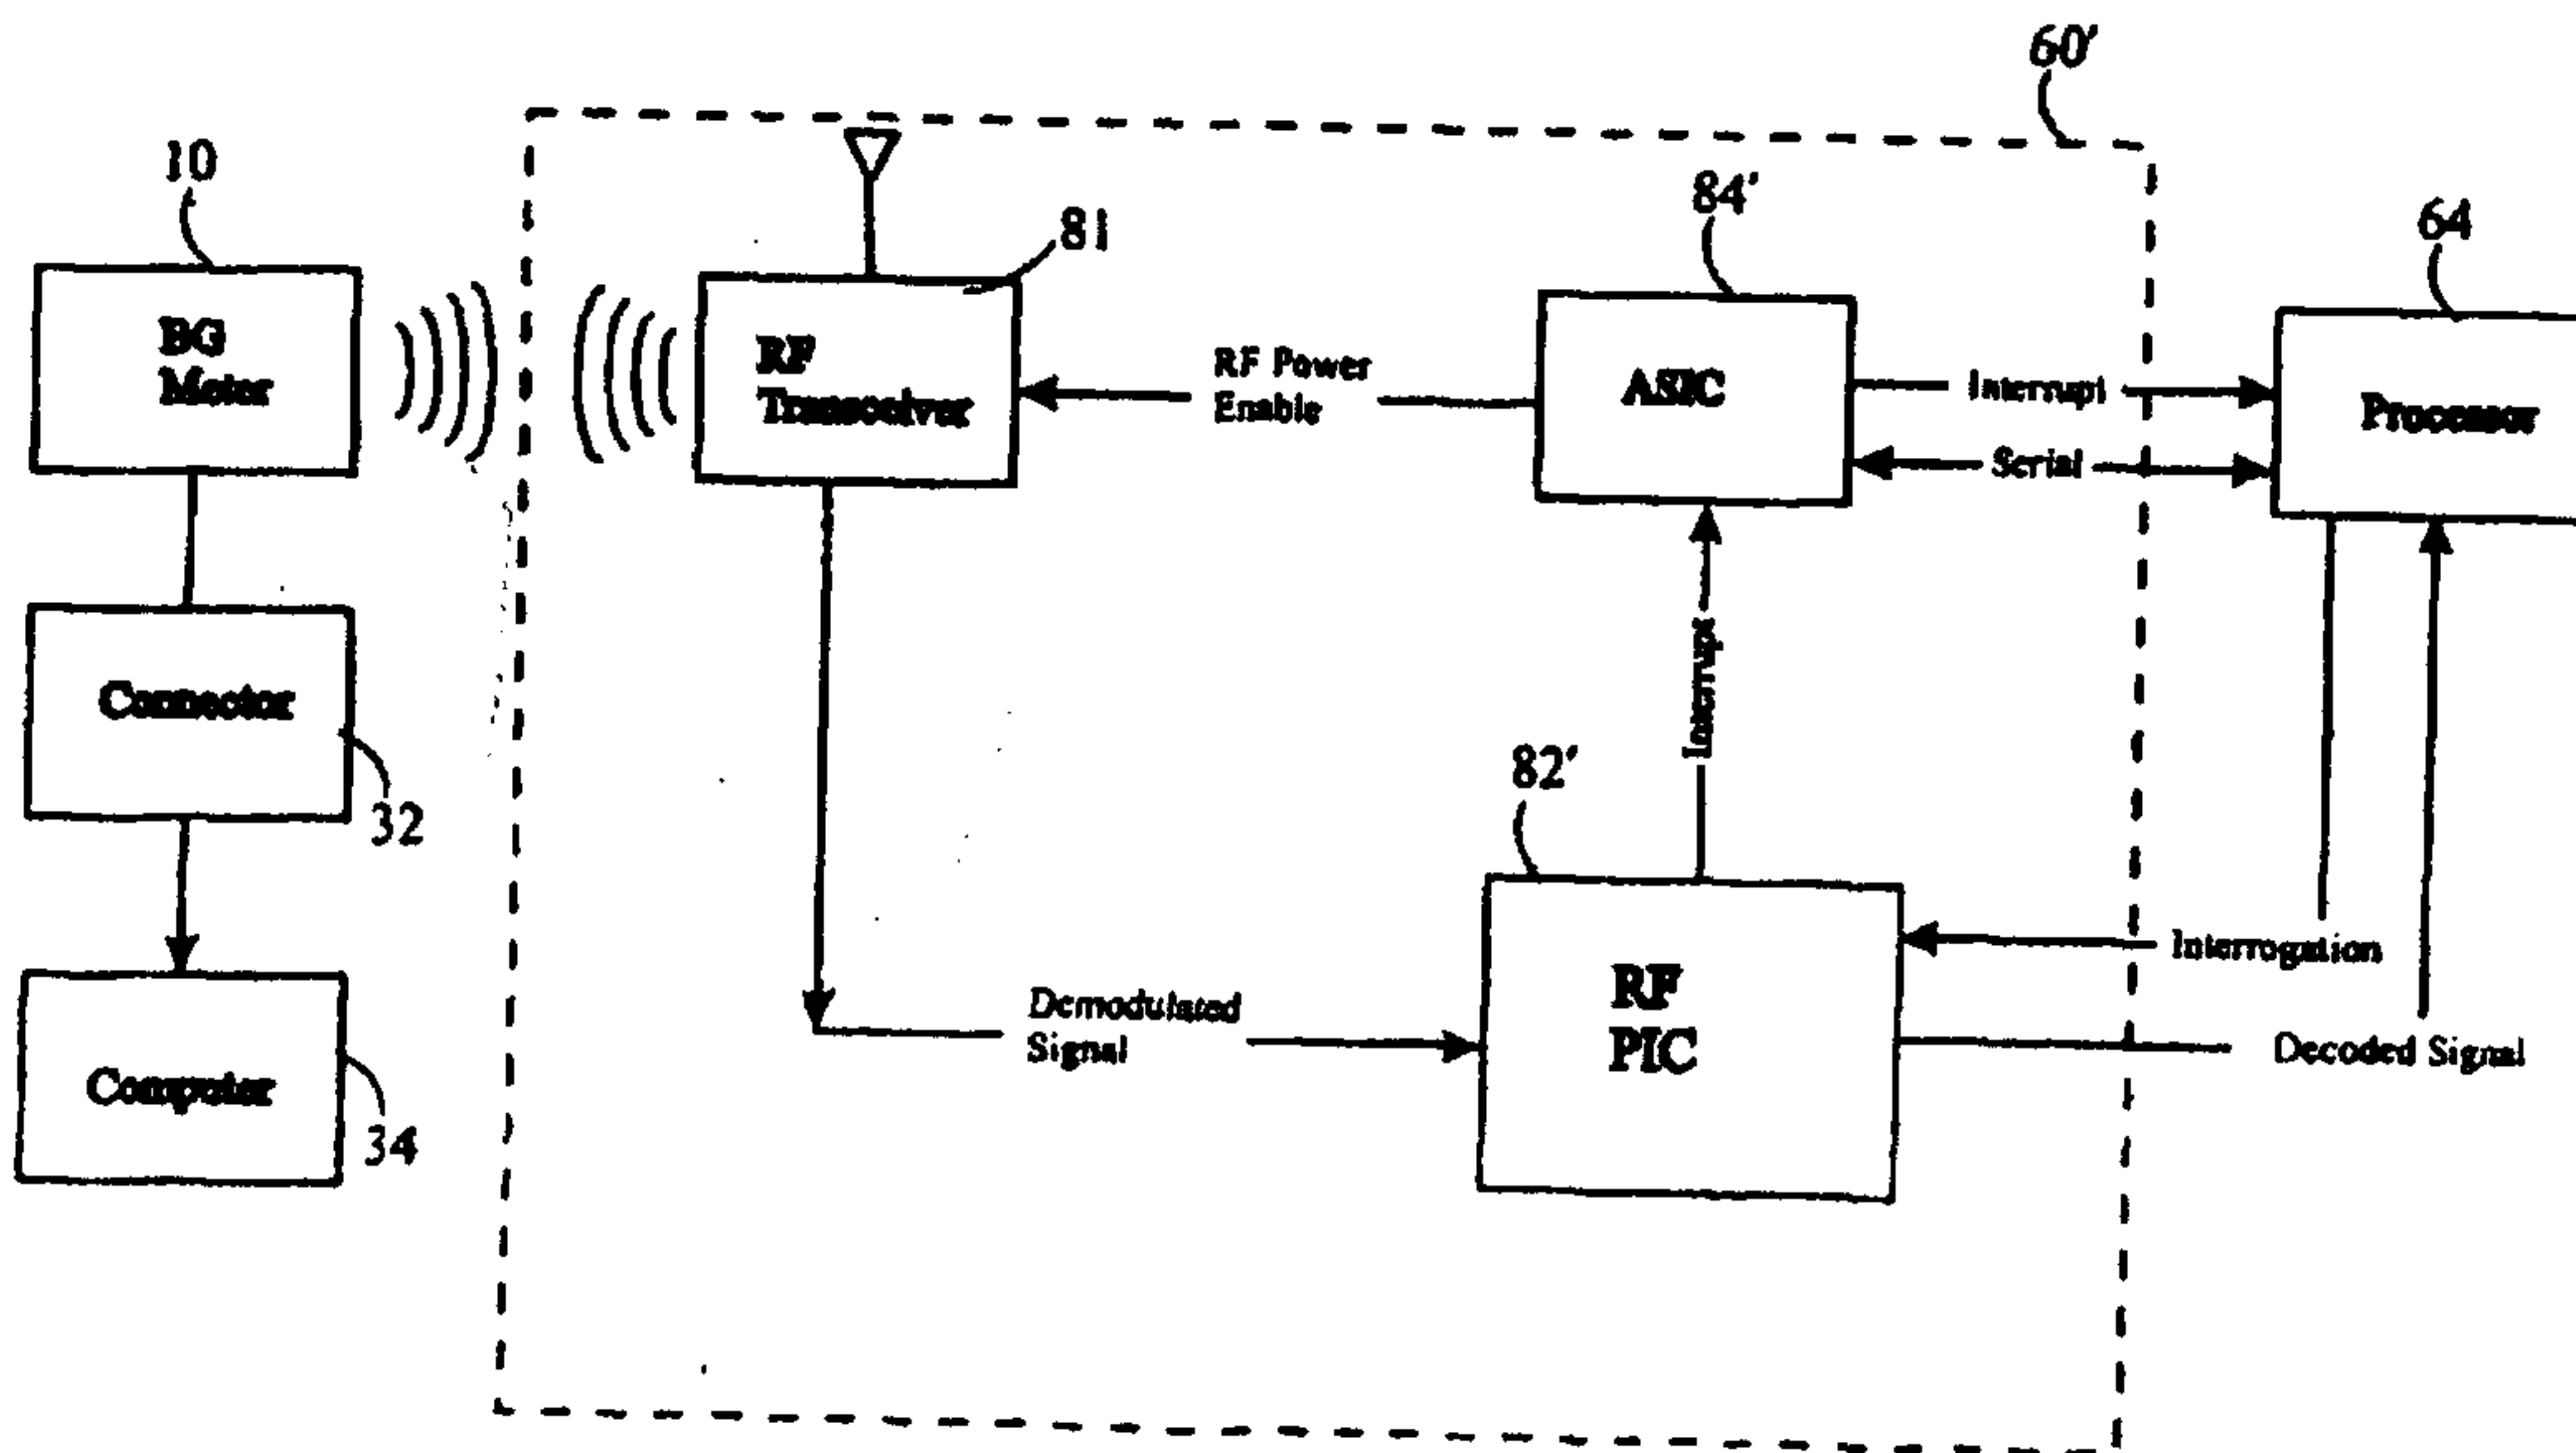 60'
10
84'
64
81
BG
Meter
RF
Transceiver
RF Power
Enable
ASIC
Interrupt
Processor
Serial
Interrupt
Connector
32
82'
Interrogation
RF
PIC
Demodulated
Signal
Decoded Signal
Computer
34